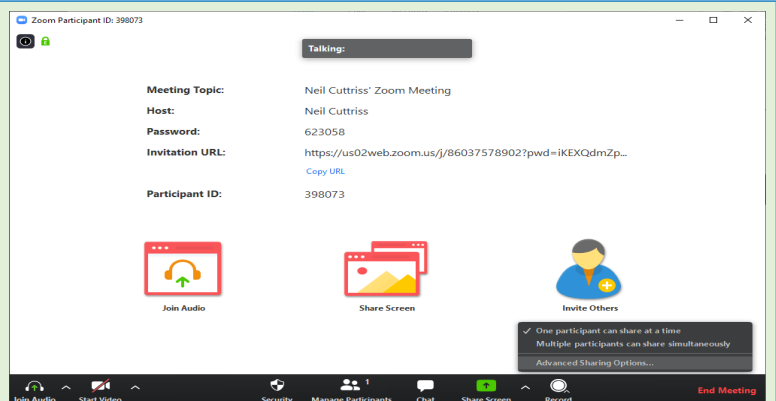 Zoom Participant ID: 398073
Talking:
Meeting Topic: Neil Cuttriss' Zoom Meeting
Host: Neil Cuttriss
Password: 623058
Invitation URL: https://us02web.zoom.us/j/86037578902?pwd=iKEXQdmZp...
Copy URL
Participant ID: 398073
Join Audio Share Screen Invite Others
✓ One participant can share at a time
Multiple participants can share simultaneously
Advanced Sharing Options...
1
Join Audio Start Video Security Manage Participants Chat Share Screen Record End Meeting